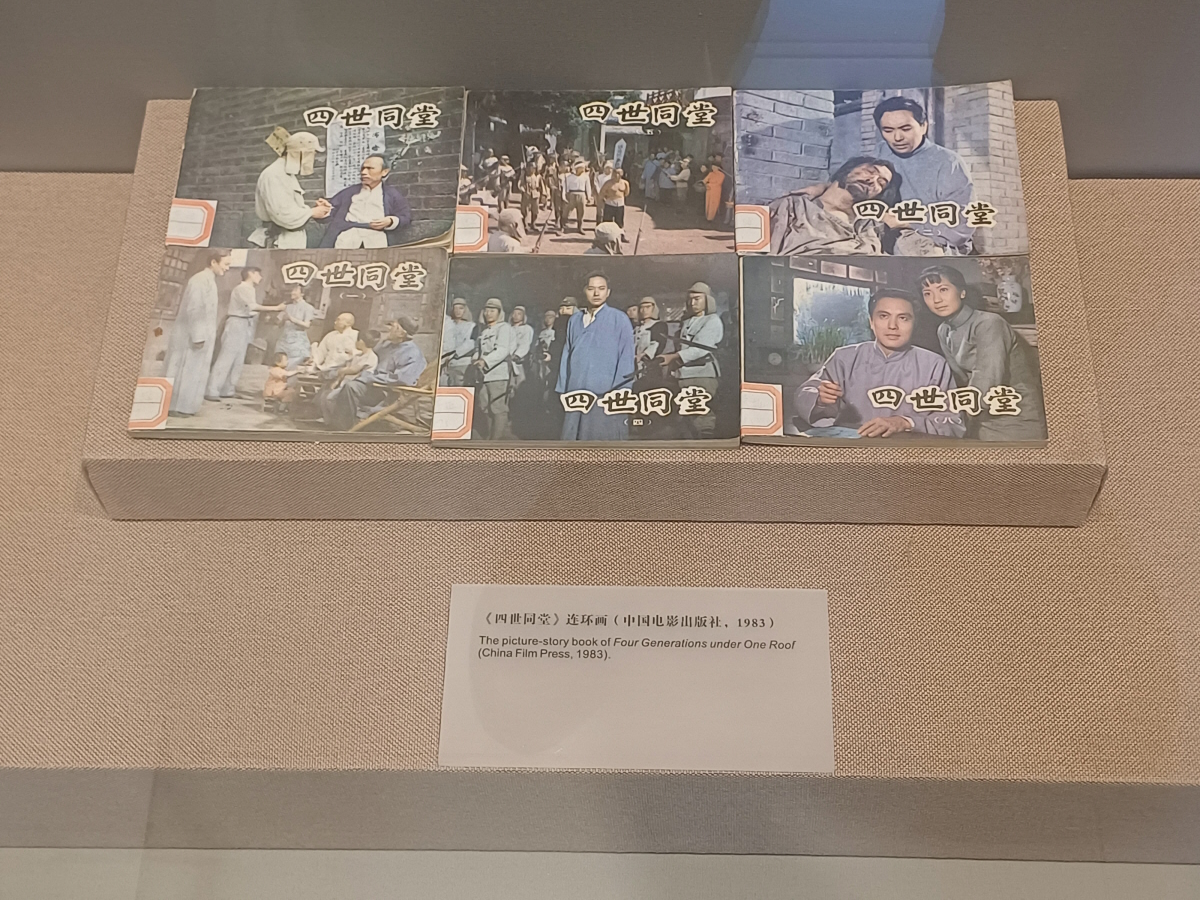 四世同堂
四世同堂
四世同堂
四世同堂
(一)
四世同堂
(四)
四世同堂
(八)
《四世同堂》连环画(中国电影出版社,1983)
The picture-story book of Four Generations under One Roof
(China Film Press, 1983).